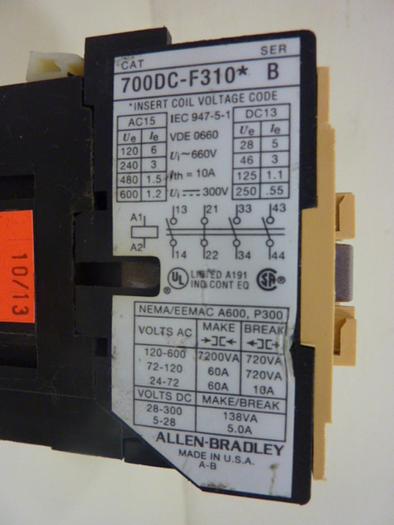 CAT SER
700DC-F310* B
*INSERT COIL VOLTAGE CODE
AC15 IEC 947-5-1 DC13
Ue Ie VDE 0660 Ue Ie
120 6 Ui~660V 28 5
240 3 46 3
480 1.5 Ith = 10A 125 1.1
600 1.2 Ui 300V 250 .55
A1 13 21 33 43
A2 14 22 34 44
UL LISTED A191 SA
IND.CONT EQ
NEMA/EEMAC A600, P300
VOLTS AC MAKE BREAK
120-600 7200VA 720VA
72-120 60A 720VA
24-72 60A 10A
VOLTS DC MAKE/BREAK
28-300 138VA
5-28 5.0A
ALLEN-BRADLEY
MADE IN U.S.A.
A-B
10/13